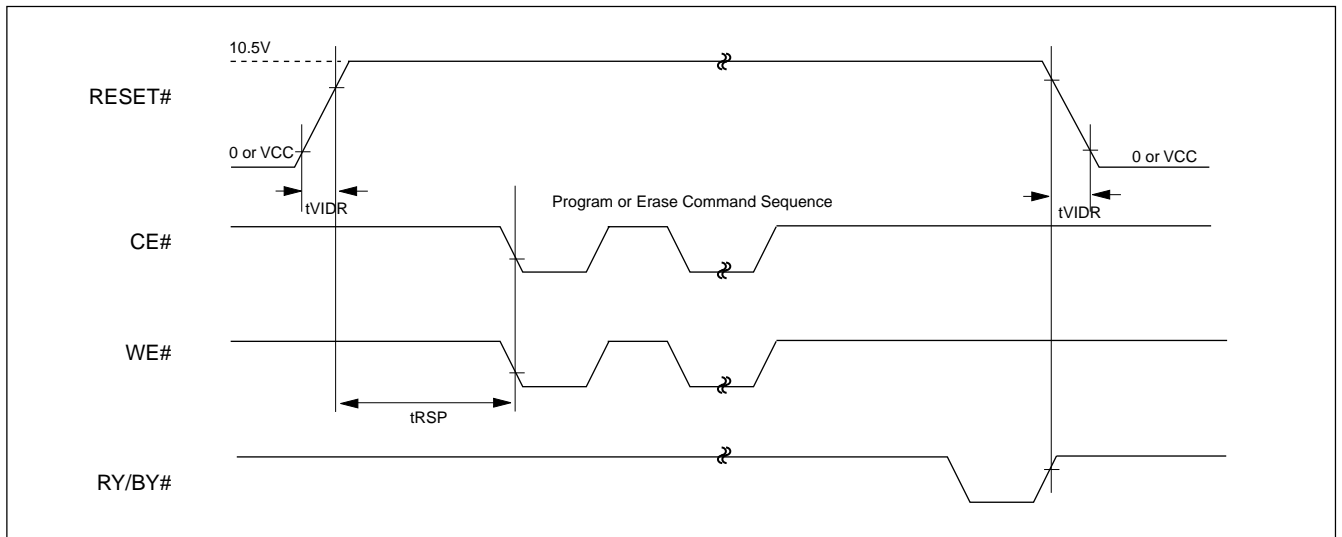 10.5V
RESET#
0 or VCC
0 or VCC
tVIDR
Program or Erase Command Sequence
tVIDR
CE#
WE#
tRSP
RY/BY#